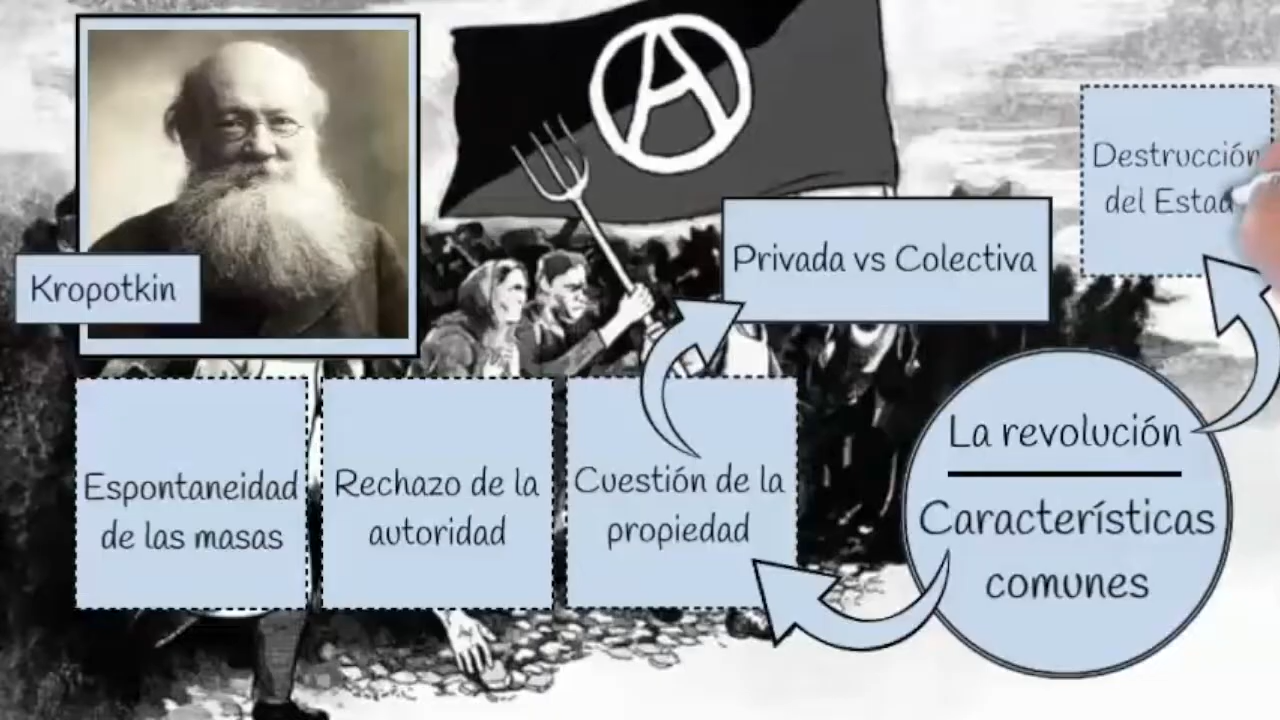 Kropotkin
Privada vs Colectiva
Destrucción
del Estad
Espontaneidad
de las masas
Rechazo de la
autoridad
Cuestión de la
propiedad
La revolución
Características
comunes